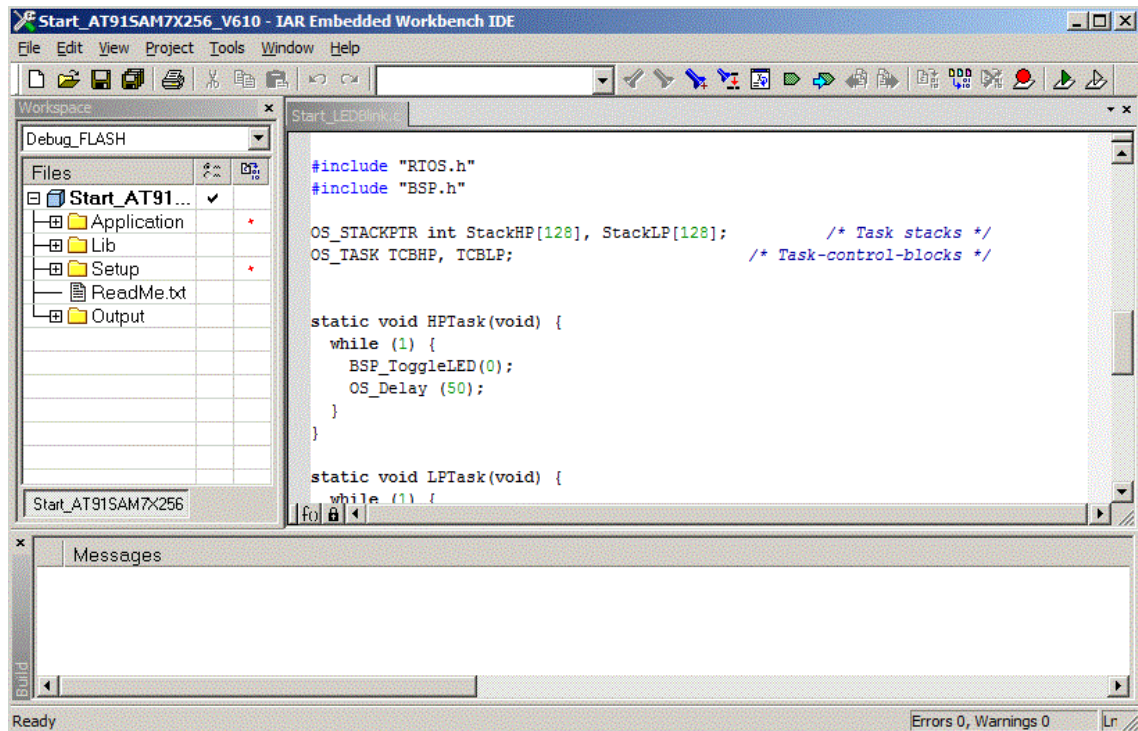 Start_AT91SAM7X256_V610 - IAR Embedded Workbench IDE
File Edit View Project Tools Window Help
Workspace
Debug_FLASH
Files
Start_AT91...
Application
Lib
Setup
ReadMe.txt
Output
Start_AT91SAM7X256
Start_LEDBlink.c
#include "RTOS.h"
#include "BSP.h"
OS_STACKPTR int StackHP[128], StackLP[128]; /* Task stacks */
OS_TASK TCBHP, TCBLP; /* Task-control-blocks */
static void HPTask(void) {
while (1) {
BSP_ToggleLED(0);
OS_Delay (50);
}
}
static void LPTask(void) {
while (1) {
f()
Messages
Build
Ready
Errors 0, Warnings 0
Ln